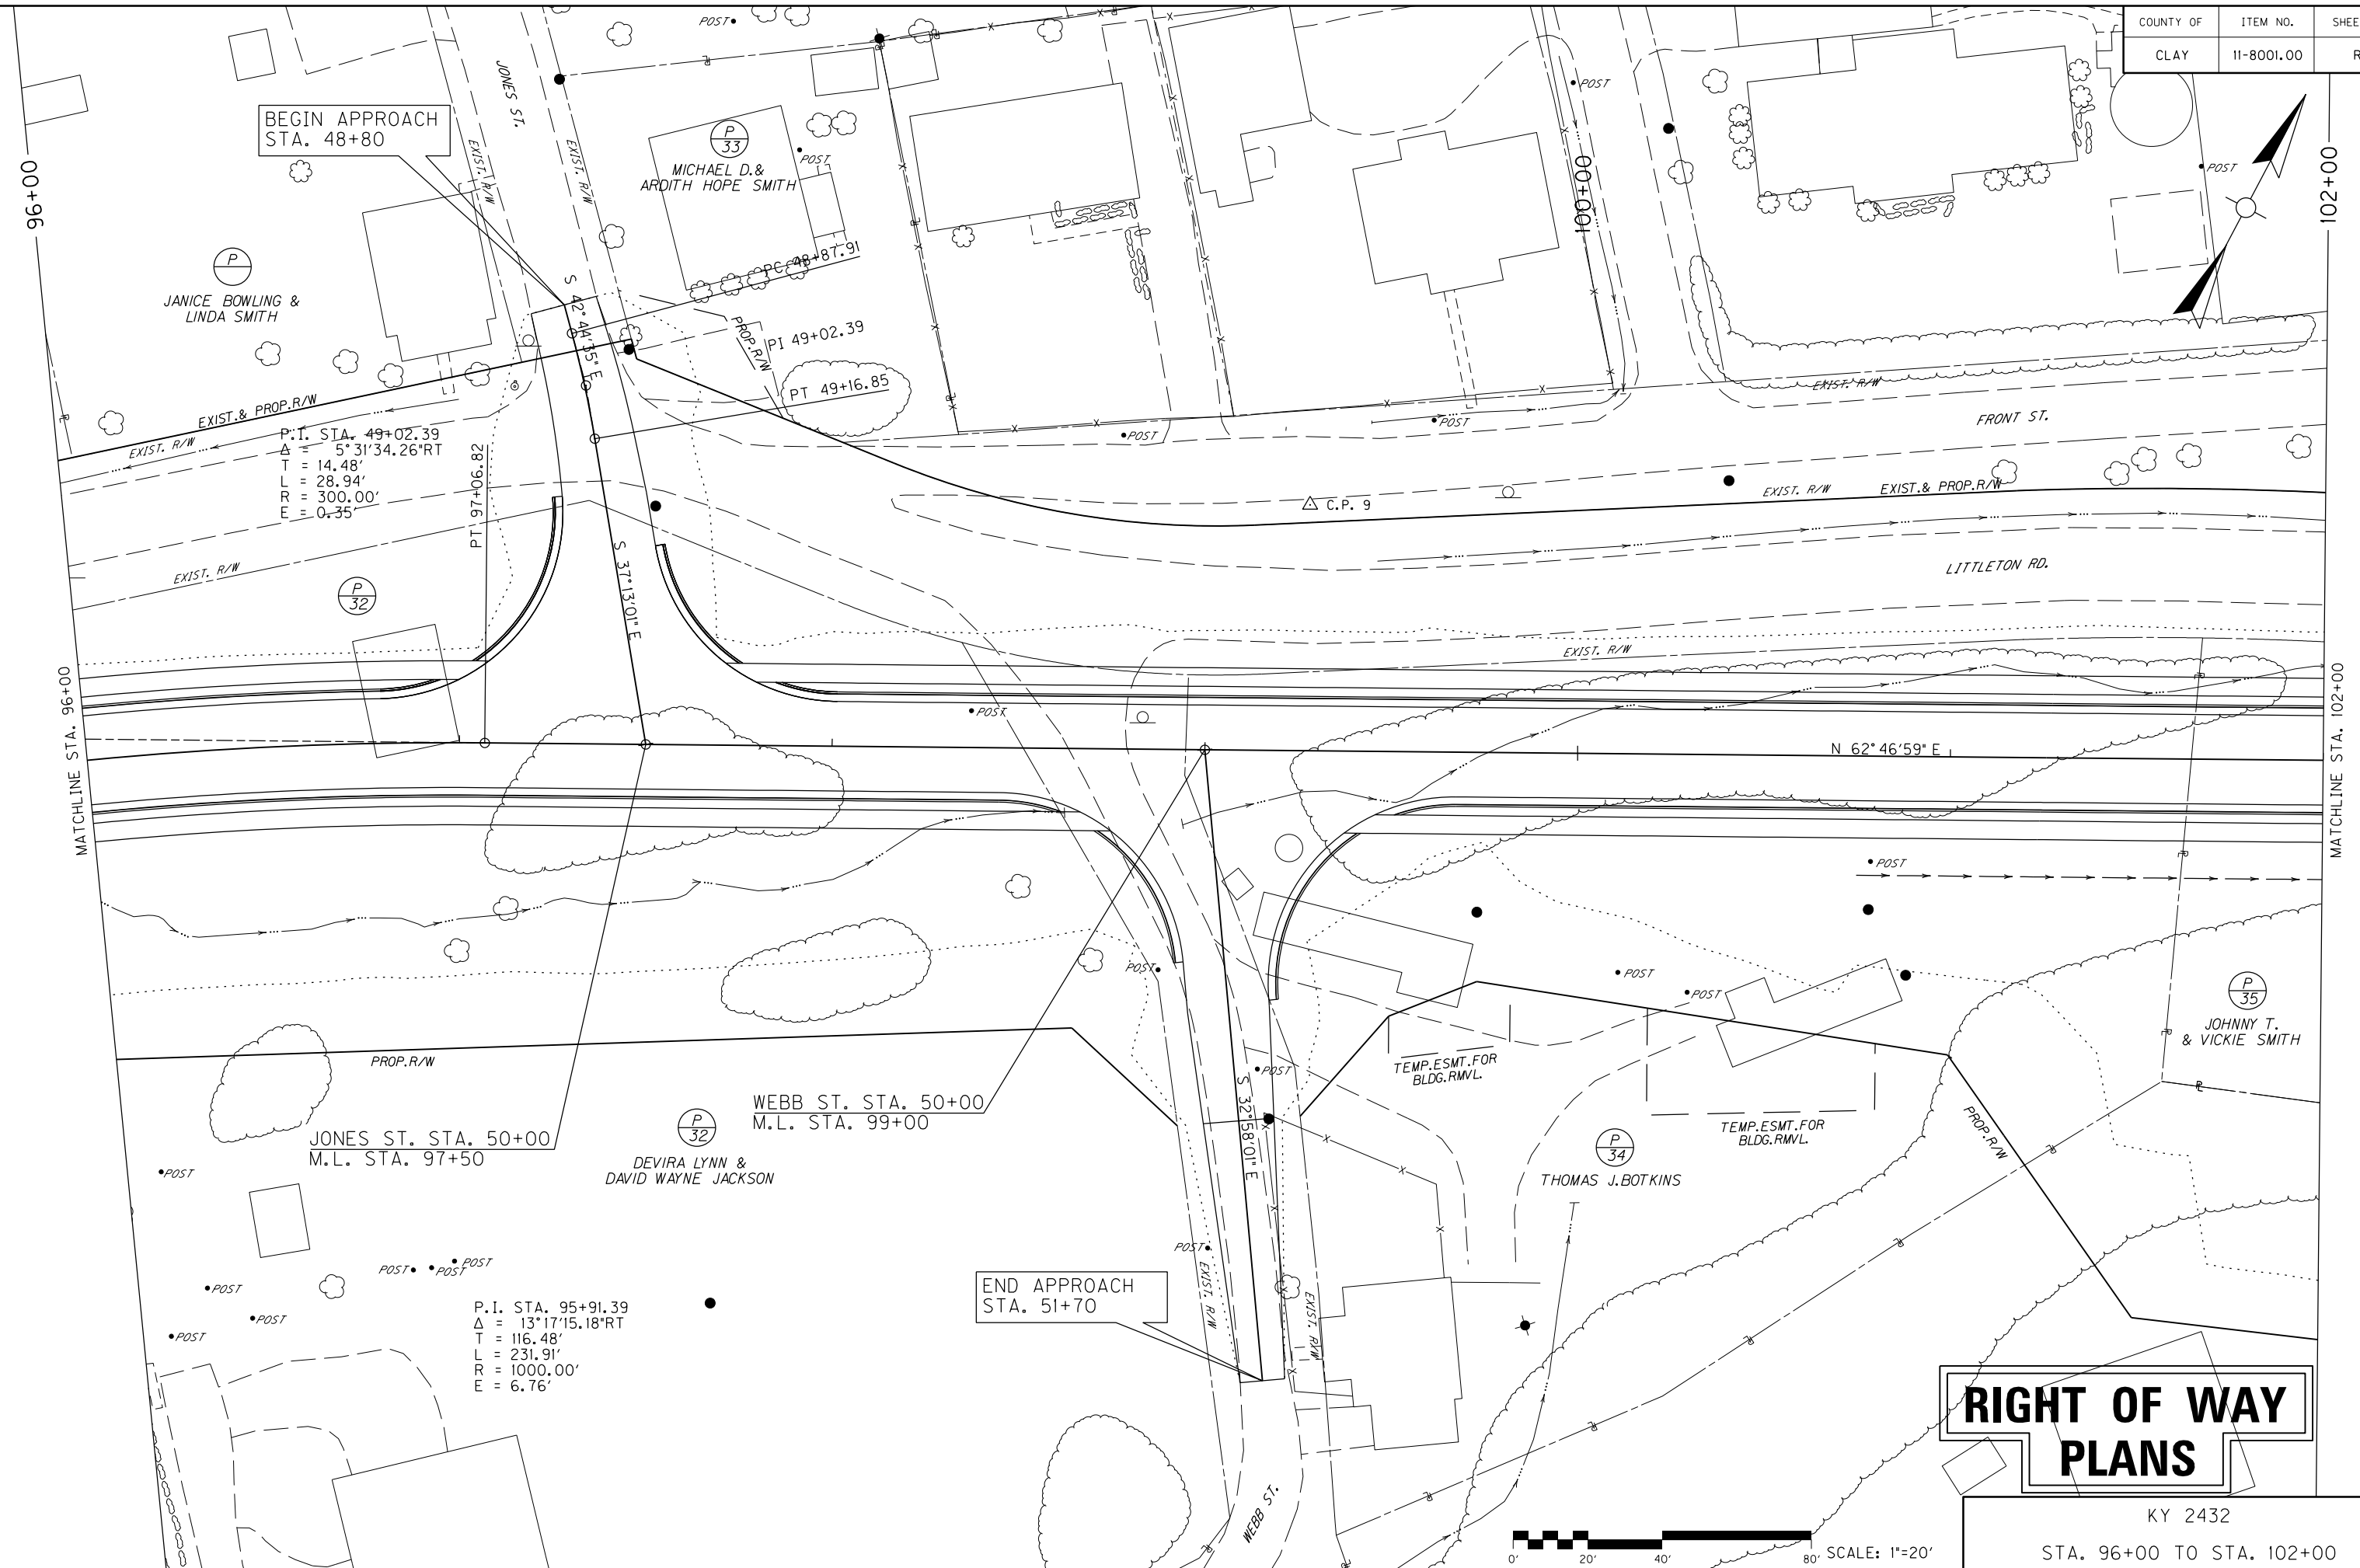 COUNTY OF
ITEM NO.
CLAY
11-8001.00
96+00
BEGIN APPROACH
STA. 48+80
JONES ST.
EXIST. R/W
EXIST. R/W
POST
P
33
MICHAEL D.&
ARDITH HOPE SMITH
POST
POST
100+00
POST
102+00
P
JANICE BOWLING &
LINDA SMITH
PC 48+87.91
S 42°44'35" E
PROP.R/W
PI 49+02.39
PT 49+16.85
EXIST.& PROP.R/W
EXIST. R/W
P.I. STA. 49+02.39
Δ = 5°31'34.26"RT
T = 14.48'
L = 28.94'
R = 300.00'
E = 0.35'
PT 97+06.82
POST
POST
EXIST. R/W
FRONT ST.
C.P. 9
EXIST. R/W
EXIST.& PROP.R/W
EXIST. R/W
P
32
S 37°13'01" E
LITTLETON RD.
EXIST. R/W
MATCHLINE STA. 96+00
POST
N 62°46'59" E
MATCHLINE STA. 102+00
POST
POST
POST
POST
P
35
JOHNNY T.
& VICKIE SMITH
PROP.R/W
TEMP.ESMT.FOR
BLDG.RMVL.
POST
S 32°58'01" E
WEBB ST. STA. 50+00
M.L. STA. 99+00
JONES ST. STA. 50+00
M.L. STA. 97+50
P
32
DEVIRA LYNN &
DAVID WAYNE JACKSON
TEMP.ESMT.FOR
BLDG.RMVL.
PROP.R/W
P
34
THOMAS J.BOTKINS
POST
POST
POST
POST
POST
POST
POST
POST
EXIST. R/W
EXIST. R/W
END APPROACH
STA. 51+70
P.I. STA. 95+91.39
Δ = 13°17'15.18"RT
T = 116.48'
L = 231.91'
R = 1000.00'
E = 6.76'
WEBB ST.
RIGHT OF WAY
PLANS
0'
20'
40'
80'
SCALE: 1"=20'
KY 2432
STA. 96+00 TO STA. 102+00